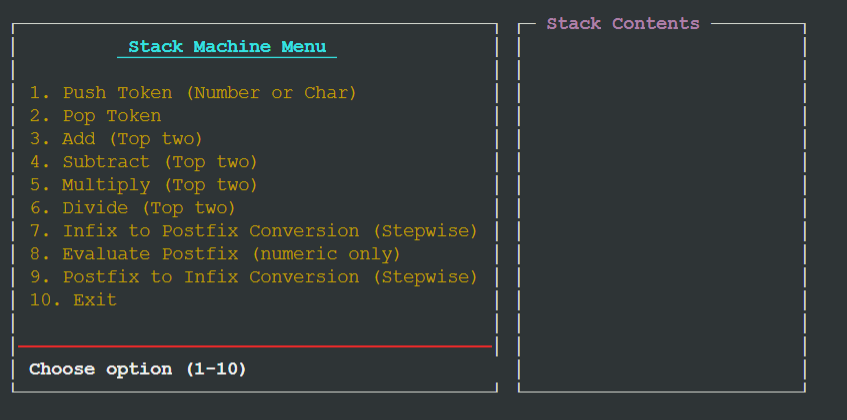 Stack Machine Menu
1. Push Token (Number or Char)
2. Pop Token
3. Add (Top two)
4. Subtract (Top two)
5. Multiply (Top two)
6. Divide (Top two)
7. Infix to Postfix Conversion (Stepwise)
8. Evaluate Postfix (numeric only)
9. Postfix to Infix Conversion (Stepwise)
10. Exit
Choose option (1-10)
Stack Contents